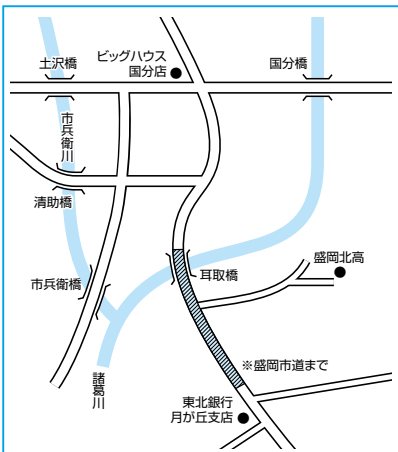 土沢橋
ビッグハウス
国分店
国分橋
市兵衛川
清助橋
市兵衛橋
耳取橋
盛岡北高
※盛岡市道まで
諸葛川
東北銀行
月が丘支店